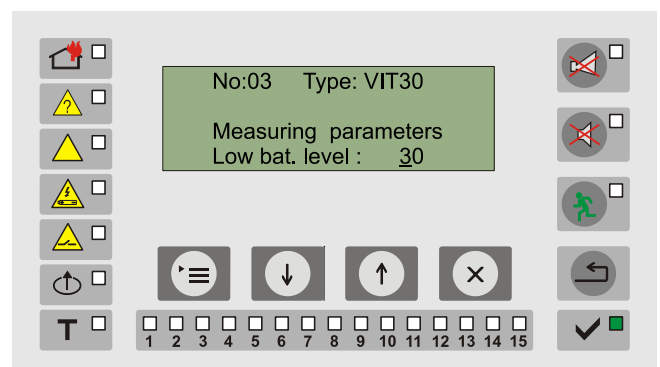 No:03 Type: VIT30
Measuring parameters
Low bat. level : 30
?
T
1 2 3 4 5 6 7 8 9 10 11 12 13 14 15